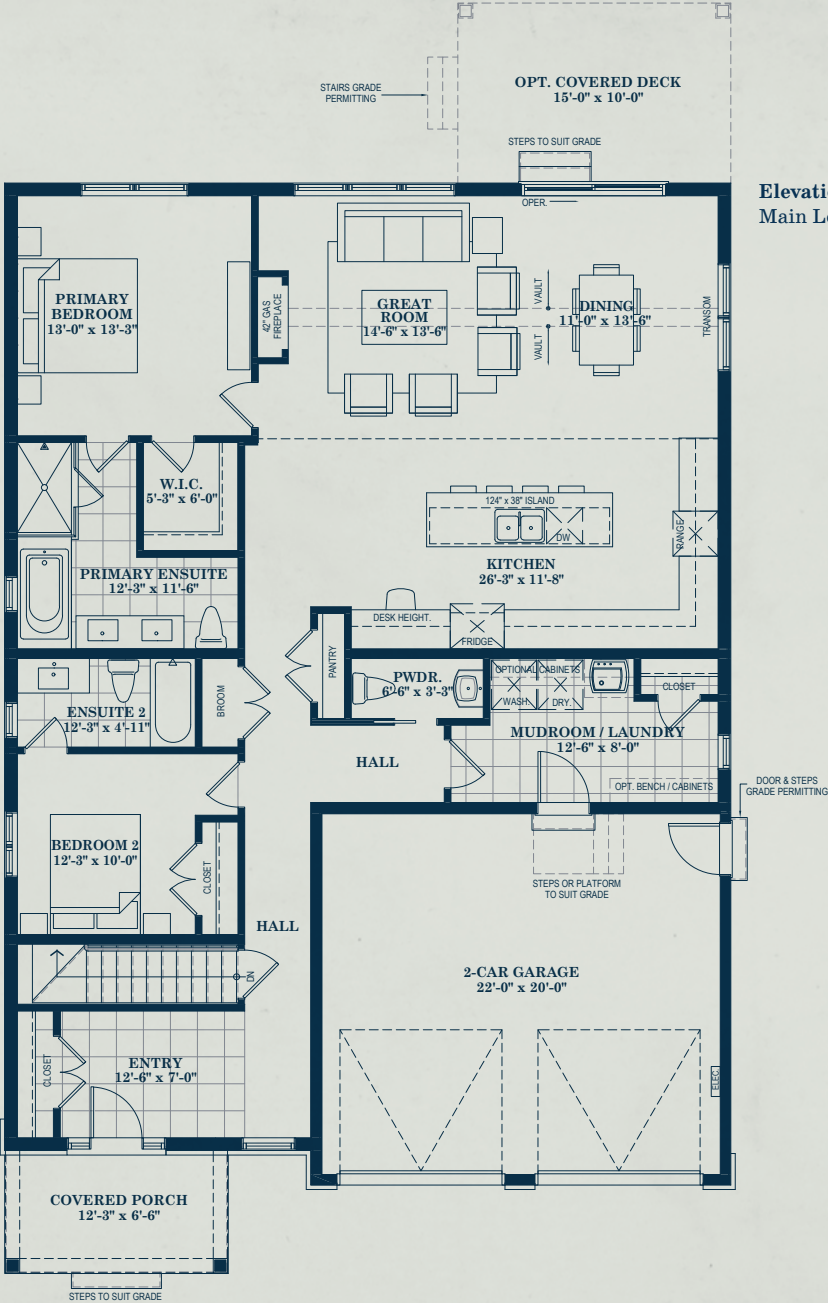 OPT. COVERED DECK
15'-0" x 10'-0"
STAIRS GRADE
PERMITTING
STEPS TO SUIT GRADE
OPER.
Elevati
Main L
PRIMARY
BEDROOM
13'-0" x 13'-3"
42" GAS
FIREPLACE
GREAT
ROOM
14'-6" x 13'-6"
VAULT
VAULT
DINING
11'-0" x 13'-6"
TRANSOM
W.I.C.
5'-3" x 6'-0"
124" x 38" ISLAND
DW
RANGE
KITCHEN
26'-3" x 11'-8"
PRIMARY ENSUITE
12'-3" x 11'-6"
DESK HEIGHT.
FRIDGE
PANTRY
PWDR.
6'-6" x 3'-3"
OPTIONAL CABINETS
WASH.
DRY.
CLOSET
BROOM
ENSUITE 2
12'-3" x 4'-11"
MUDROOM / LAUNDRY
12'-6" x 8'-0"
HALL
OPT. BENCH / CABINETS
DOOR & STEPS
GRADE PERMITTING
BEDROOM 2
12'-3" x 10'-0"
CLOSET
STEPS OR PLATFORM
TO SUIT GRADE
HALL
DN
2-CAR GARAGE
22'-0" x 20'-0"
CLOSET
ENTRY
12'-6" x 7'-0"
ELEC.
COVERED PORCH
12'-3" x 6'-6"
STEPS TO SUIT GRADE